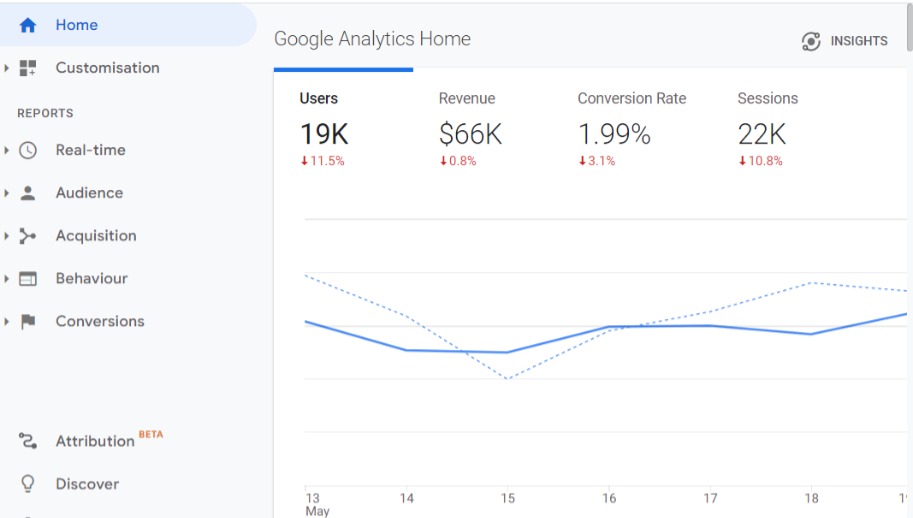 Home
Customisation
REPORTS
Real-time
Audience
Acquisition
Behaviour
Conversions
Attribution BETA
Discover
Google Analytics Home
INSIGHTS
Users Revenue Conversion Rate Sessions
19K $66K 1.99% 22K
↓11.5% ↓0.8% ↓3.1% ↓10.8%
13 14 15 16 17 18
May